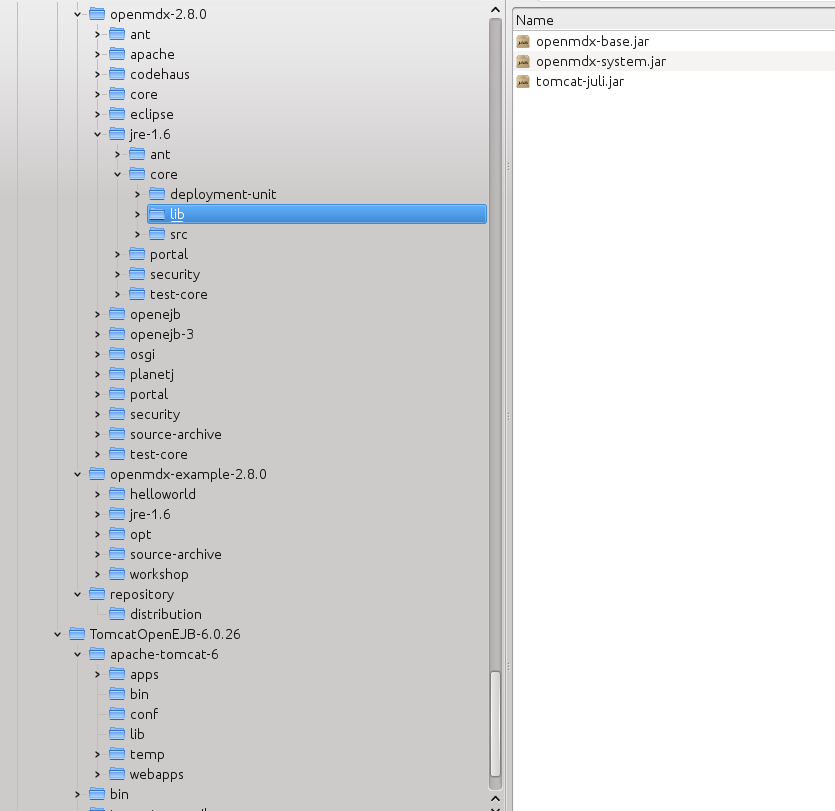 openmdx-2.8.0
ant
apache
codehaus
core
eclipse
jre-1.6
ant
core
deployment-unit
lib
src
portal
security
test-core
openejb
openejb-3
osgi
planetj
portal
security
source-archive
test-core
openmdx-example-2.8.0
helloworld
jre-1.6
opt
source-archive
workshop
repository
distribution
TomcatOpenEJB-6.0.26
apache-tomcat-6
apps
bin
conf
lib
temp
webapps
bin
Name
openmdx-base.jar
openmdx-system.jar
tomcat-juli.jar